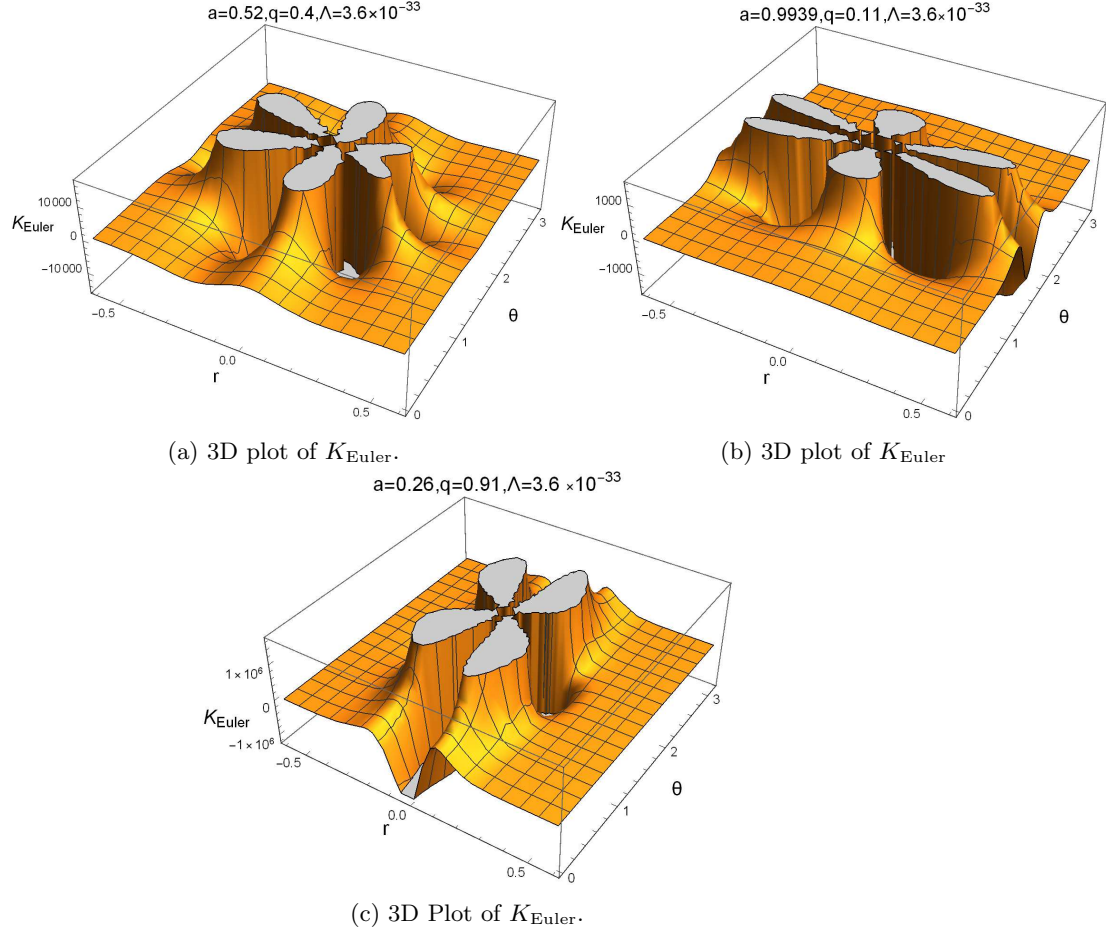 a=0.52,q=0.4,Λ=3.6×10⁻³³
10000
K_Euler 0
−10000
−0.5
0.0
r
0.5
0
1
θ
2
3
(a) 3D plot of K_Euler.
a=0.9939,q=0.11,Λ=3.6×10⁻³³
1000
K_Euler 0
−1000
−0.5
0.0
r
0.5
0
1
θ
2
3
(b) 3D plot of K_Euler
a=0.26,q=0.91,Λ=3.6 ×10⁻³³
1×10⁶
0
K_Euler
−1×10⁶
−0.5
0.0
r
0.5
0
1
θ
2
3
(c) 3D Plot of K_Euler.